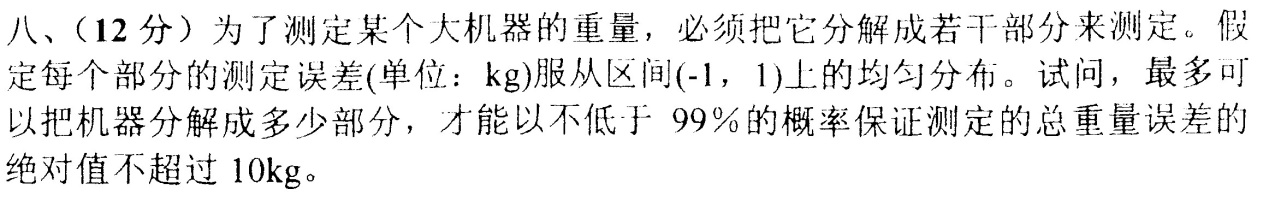 八、（12 分）为了测定某个大机器的重量，必须把它分解成若干部分来测定。假
定每个部分的测定误差(单位：kg)服从区间(-1，1)上的均匀分布。试问，最多可
以把机器分解成多少部分，才能以不低于 99%的概率保证测定的总重量误差的
绝对值不超过 10kg。